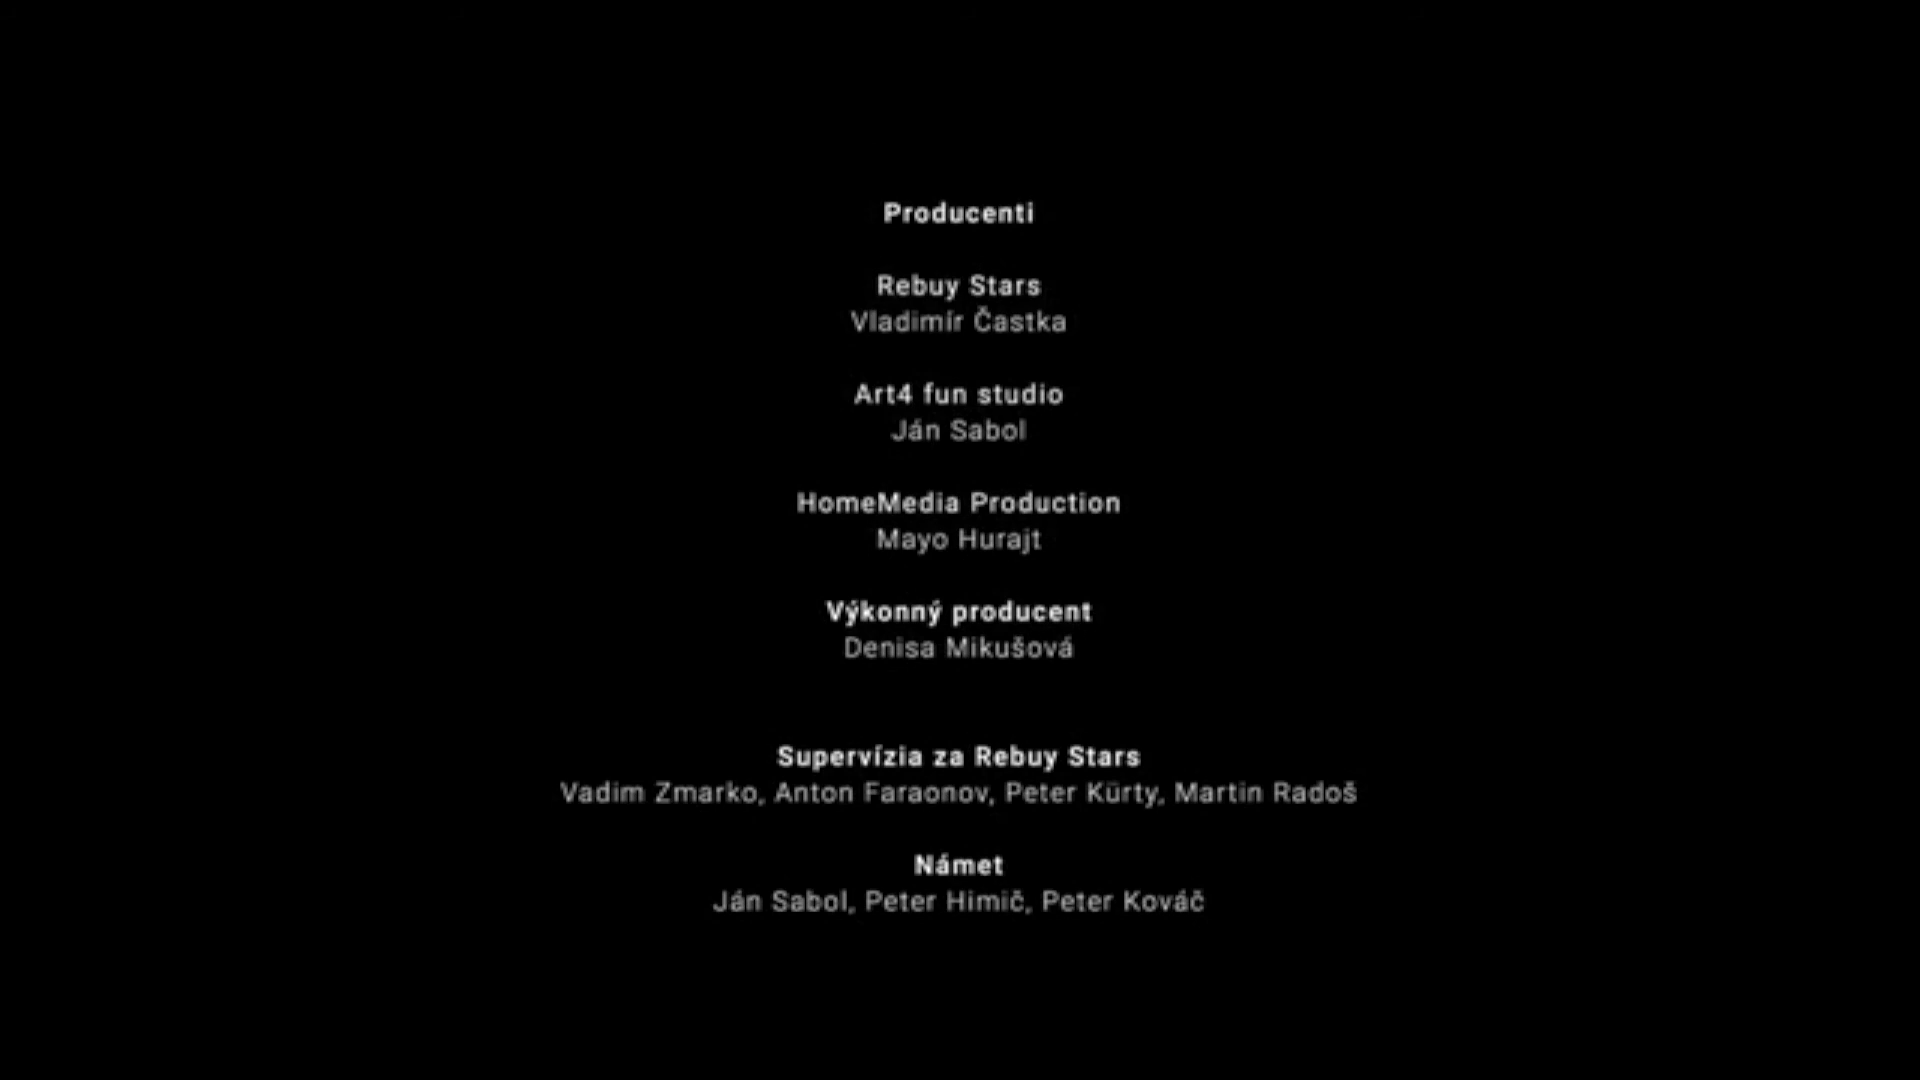 Producenti
Rebuy Stars
Vladimír Častka
Art4 fun studio
Ján Sabol
HomeMedia Production
Mayo Hurajt
Výkonný producent
Denisa Mikušová
Supervízia za Rebuy Stars
Vadim Zmarko, Anton Faraonov, Peter Kürty, Martin Radoš
Námet
Ján Sabol, Peter Himič, Peter Kováč